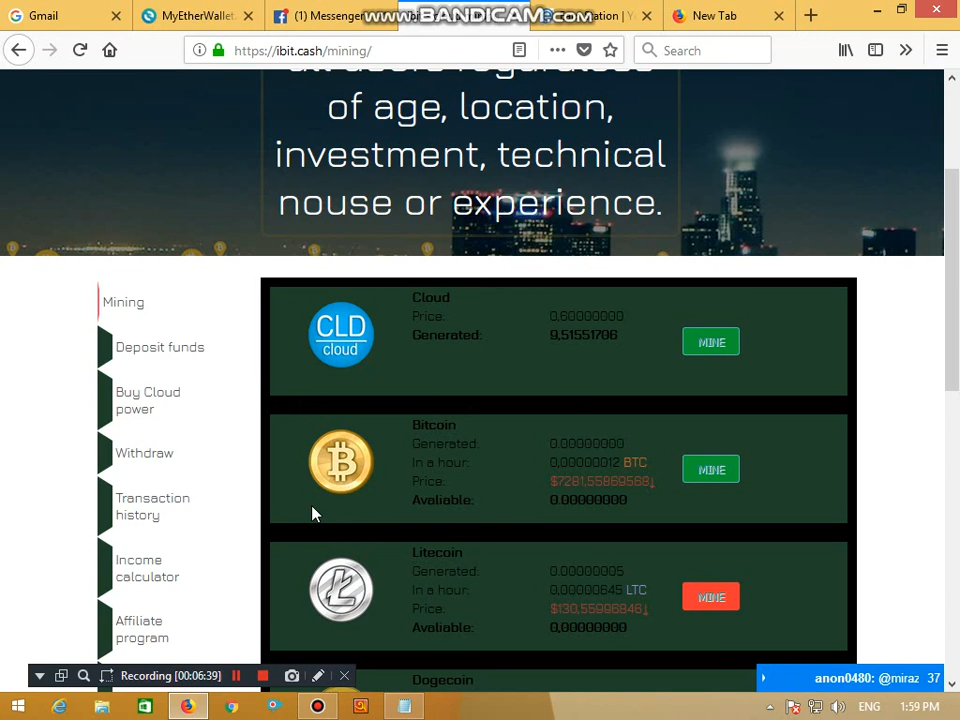 Gmail
MyEtherWallet.
(1) Messenger
WWW.BANDICAM.COM
New Tab
https://ibit.cash/mining/
Search
all users regardless
of age, location,
investment, technical
nouse or experience.
Mining
Deposit funds
Buy Cloud
power
Withdraw
Transaction
history
Income
calculator
Affiliate
program
CLD
cloud
Cloud
Price: 0,60000000
Generated: 9,51551706
MINE
Bitcoin
Generated: 0.00000000
In a hour: 0,00000012 BTC
Price: $7281,55869568↓
Avaliable: 0.00000000
MINE
Litecoin
Generated: 0.00000005
In a hour: 0,00000645 LTC
Price: $130,55996846↓
Avaliable: 0,00000000
MINE
Dogecoin
Recording [00:06:39]
anon0480: @miraz 37
ENG 1:59 PM